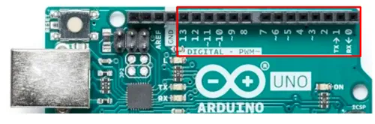 AREF
GND
13
12
~11
~10
~9
8
7
~6
~5
4
~3
2
TX→1
RX←0
DIGITAL (PWM~)
L
TX
RX
UNO
ON
ARDUINO
ICSP